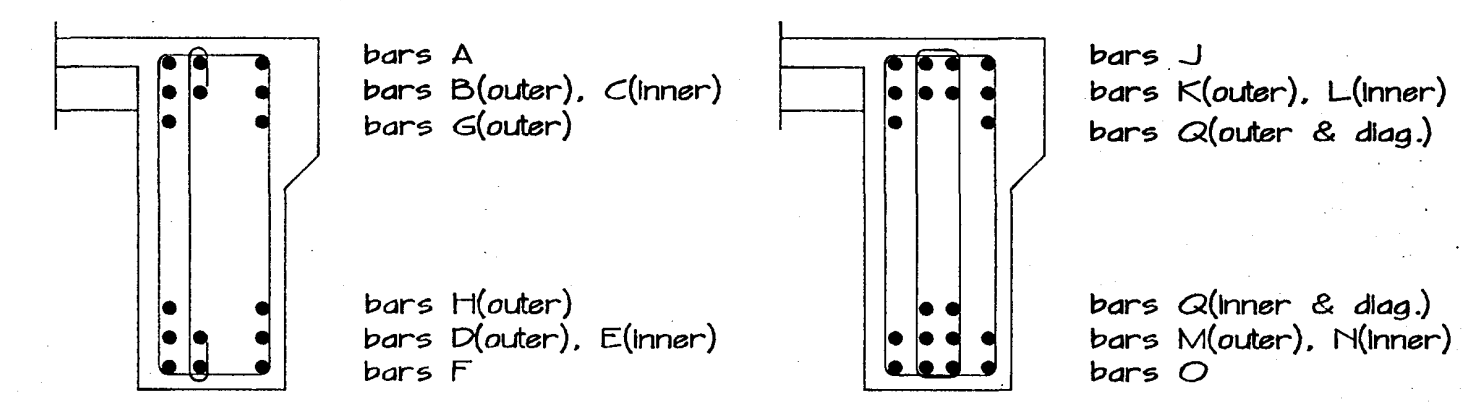 bars A
bars B(outer), C(inner)
bars G(outer)
bars H(outer)
bars D(outer), E(inner)
bars F
bars J
bars K(outer), L(inner)
bars Q(outer & diag.)
bars Q(inner & diag.)
bars M(outer), N(inner)
bars O